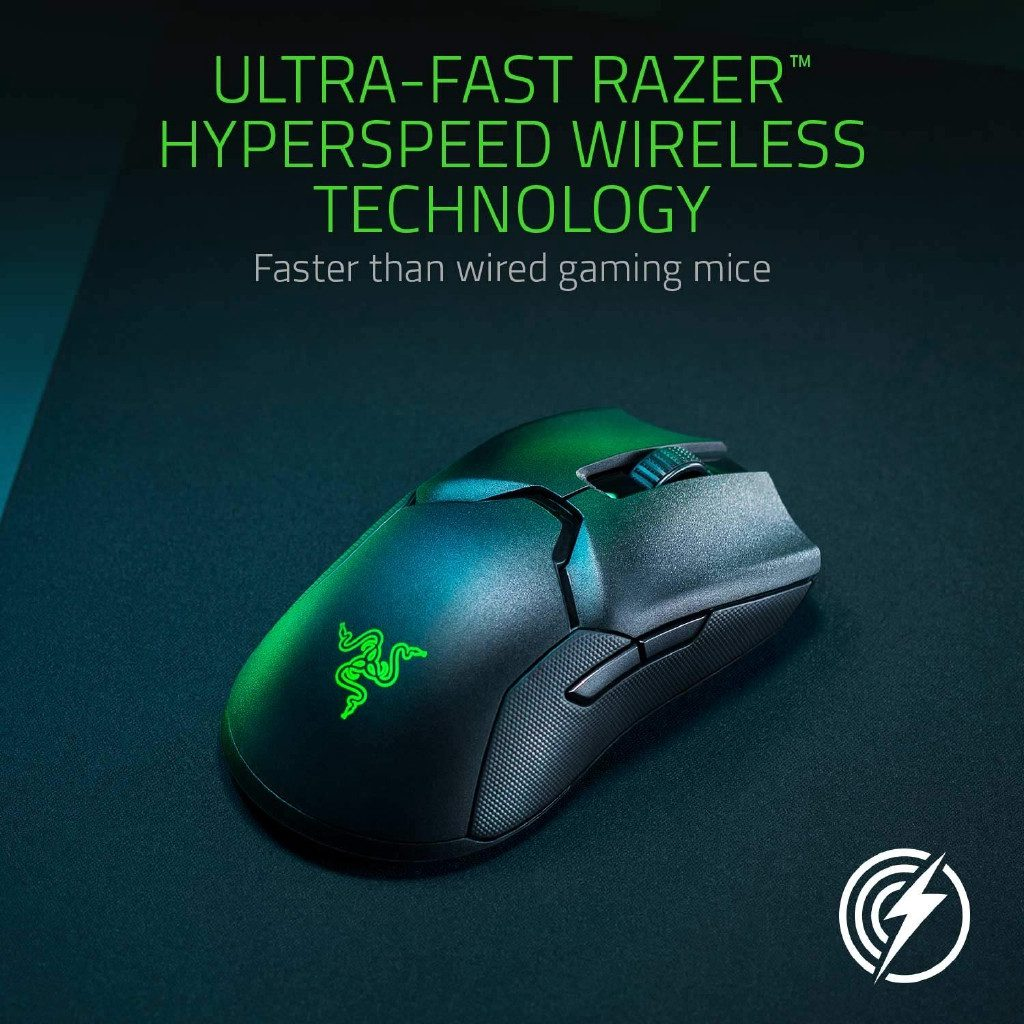 ULTRA-FAST RAZER™
HYPERSPEED WIRELESS
TECHNOLOGY
Faster than wired gaming mice